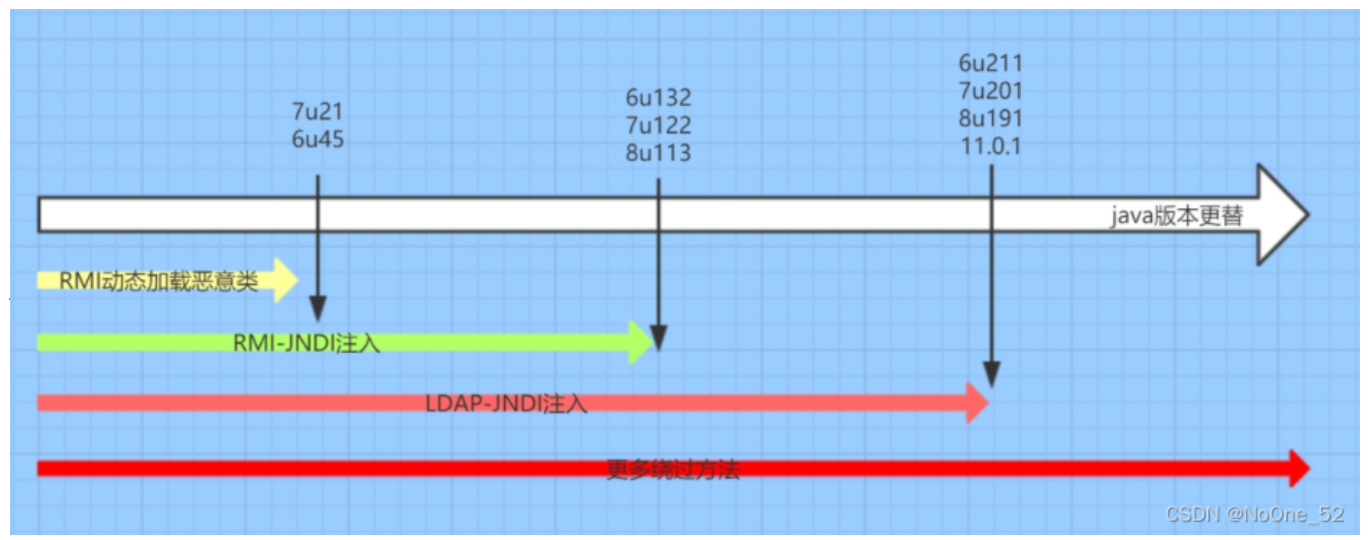 7u21
6u45
6u132
7u122
8u113
6u211
7u201
8u191
11.0.1
java版本更替
RMI动态加载恶意类
RMI-JNDI注入
LDAP-JNDI注入
更多绕过方法
CSDN @NoOne_52